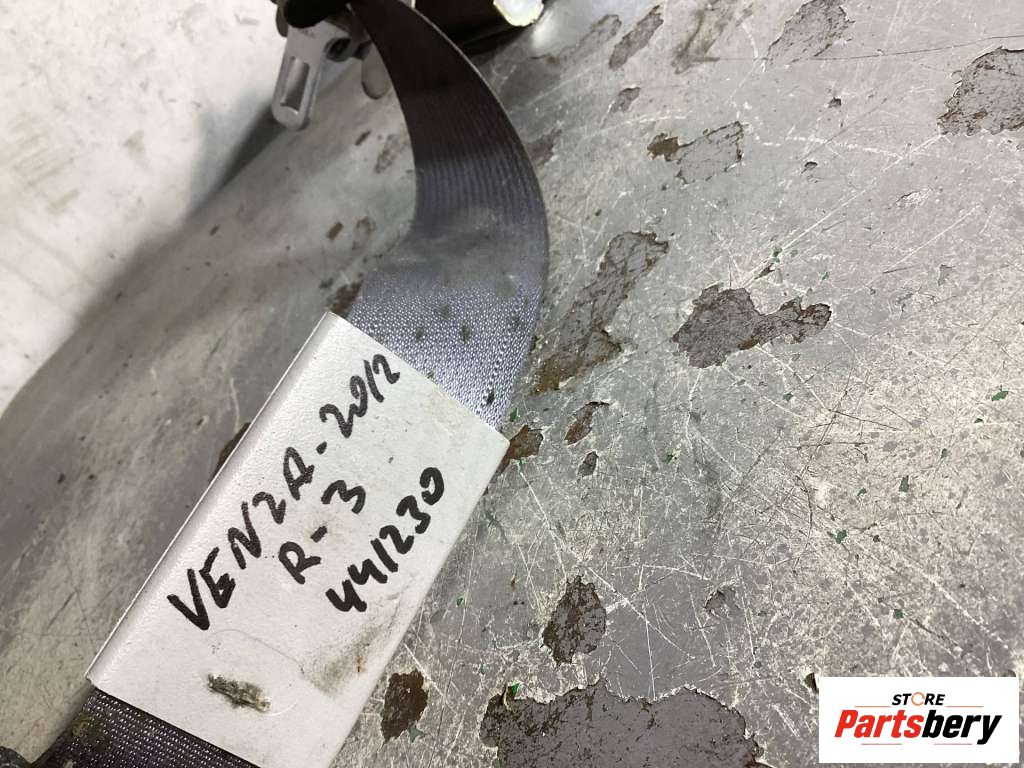 VENZA-2012
R-3
441230
STORE
Partsbery